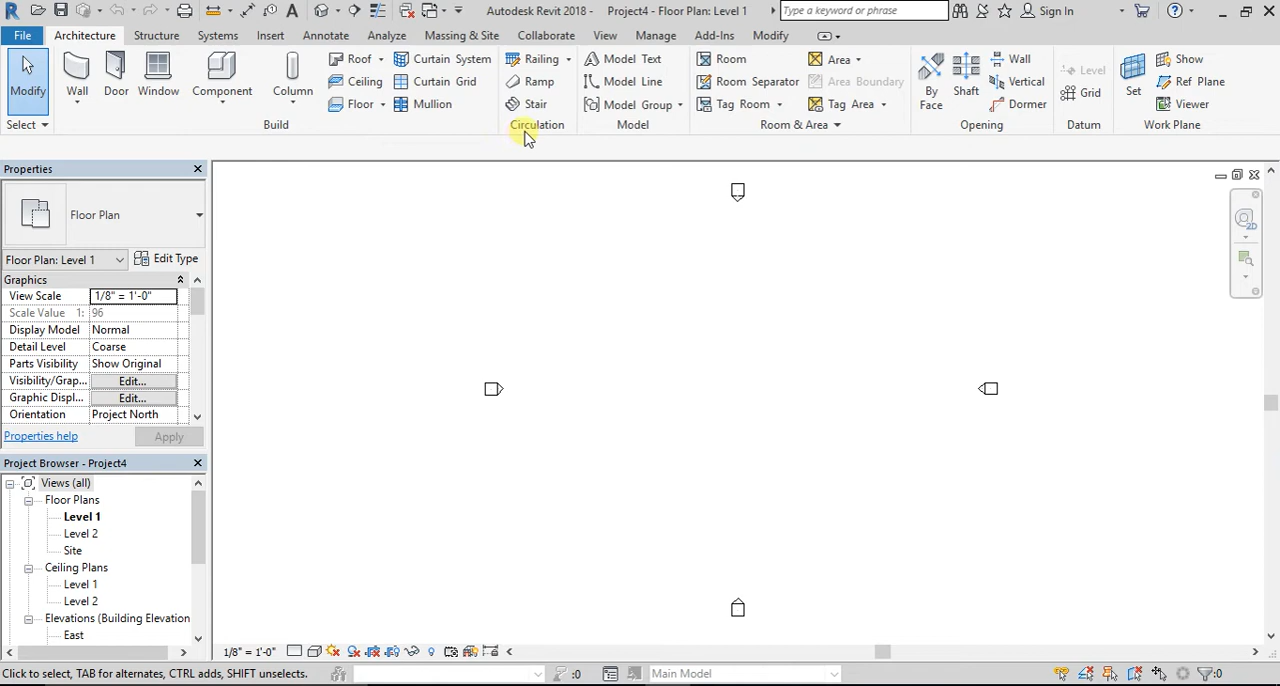 Autodesk Revit 2018 - Project4 - Floor Plan: Level 1
Type a keyword or phrase
Sign In
File Architecture Structure Systems Insert Annotate Analyze Massing & Site Collaborate View Manage Add-Ins Modify
Modify
Wall
Door
Window
Component
Column
Roof
Ceiling
Floor
Curtain System
Curtain Grid
Mullion
Railing
Ramp
Stair
Model Text
Model Line
Model Group
Room
Room Separator
Tag Room
Area
Area Boundary
Tag Area
By
Face
Shaft
Wall
Vertical
Dormer
Level
Grid
Set
Show
Ref Plane
Viewer
Select
Build
Circulation
Model
Room & Area
Opening
Datum
Work Plane
Properties
Floor Plan
Floor Plan: Level 1
Edit Type
Graphics
View Scale 1/8" = 1'-0"
Scale Value 1: 96
Display Model Normal
Detail Level Coarse
Parts Visibility Show Original
Visibility/Grap... Edit...
Graphic Displ... Edit...
Orientation Project North
Properties help
Apply
Project Browser - Project4
Views (all)
Floor Plans
Level 1
Level 2
Site
Ceiling Plans
Level 1
Level 2
Elevations (Building Elevation
East
2D
1/8" = 1'-0"
Click to select, TAB for alternates, CTRL adds, SHIFT unselects.
:0
Main Model
:0